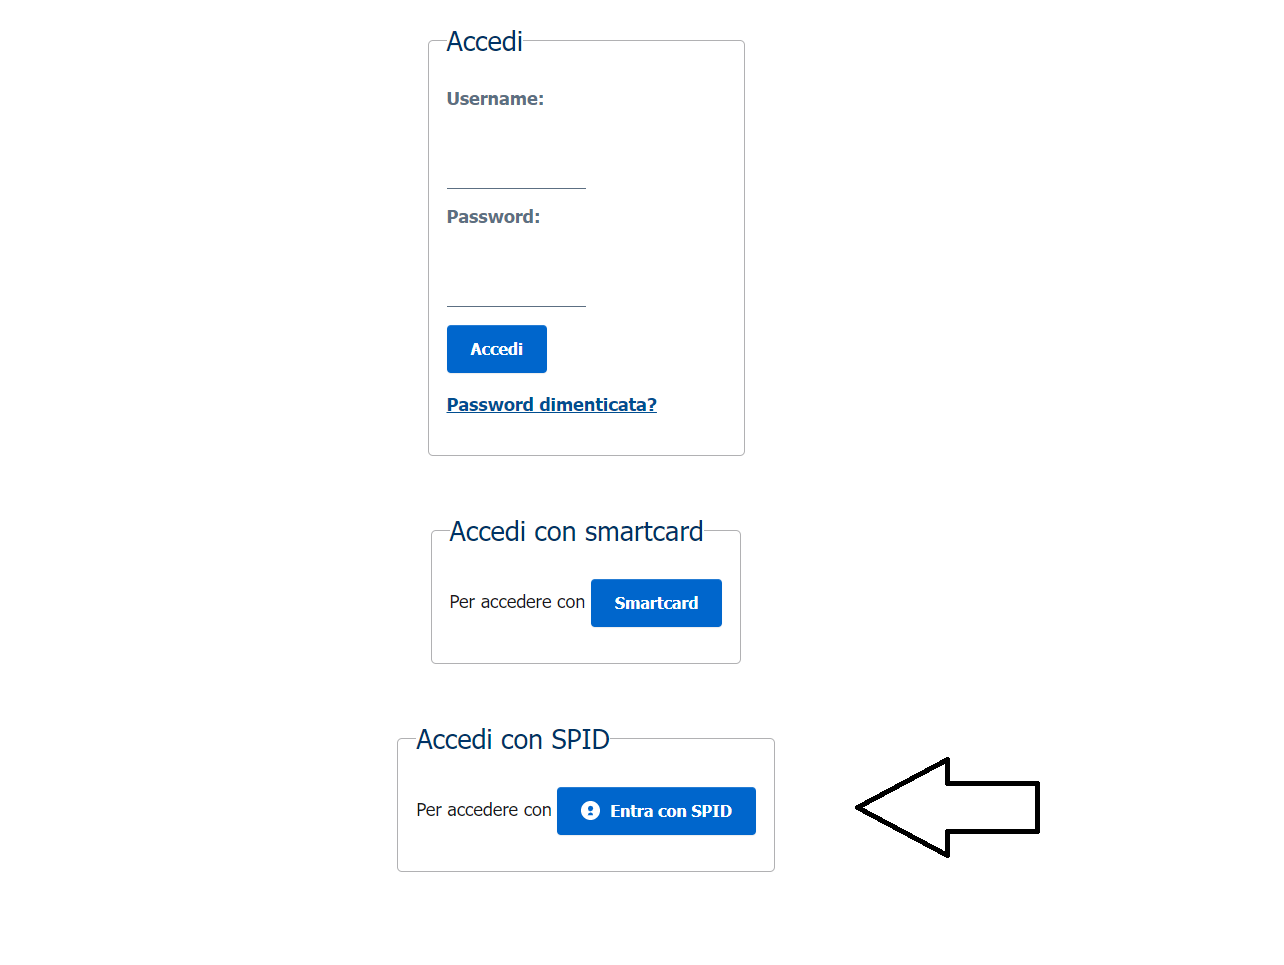 Accedi
Username:
Password:
Accedi
Password dimenticata?
Accedi con smartcard
Per accedere con Smartcard
Accedi con SPID
Per accedere con Entra con SPID